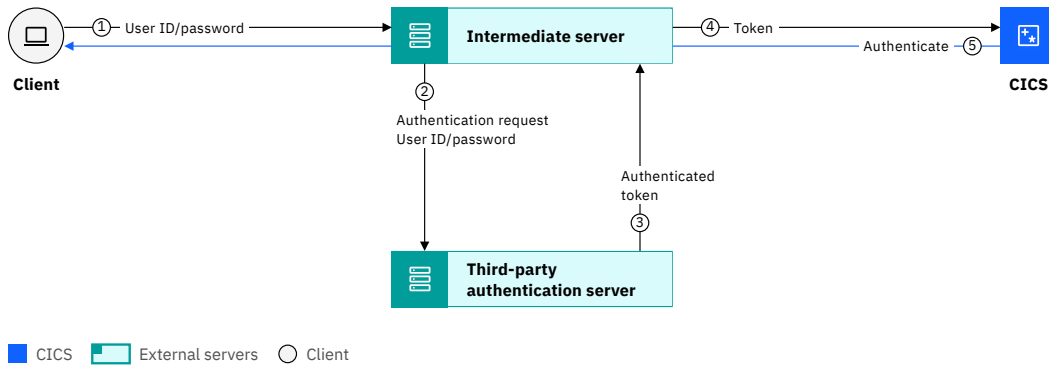 1 User ID/password
Intermediate server
4 Token
Authenticate 5
Client
CICS
2
Authentication request
User ID/password
Authenticated
token
3
Third-party
authentication server
CICS External servers Client